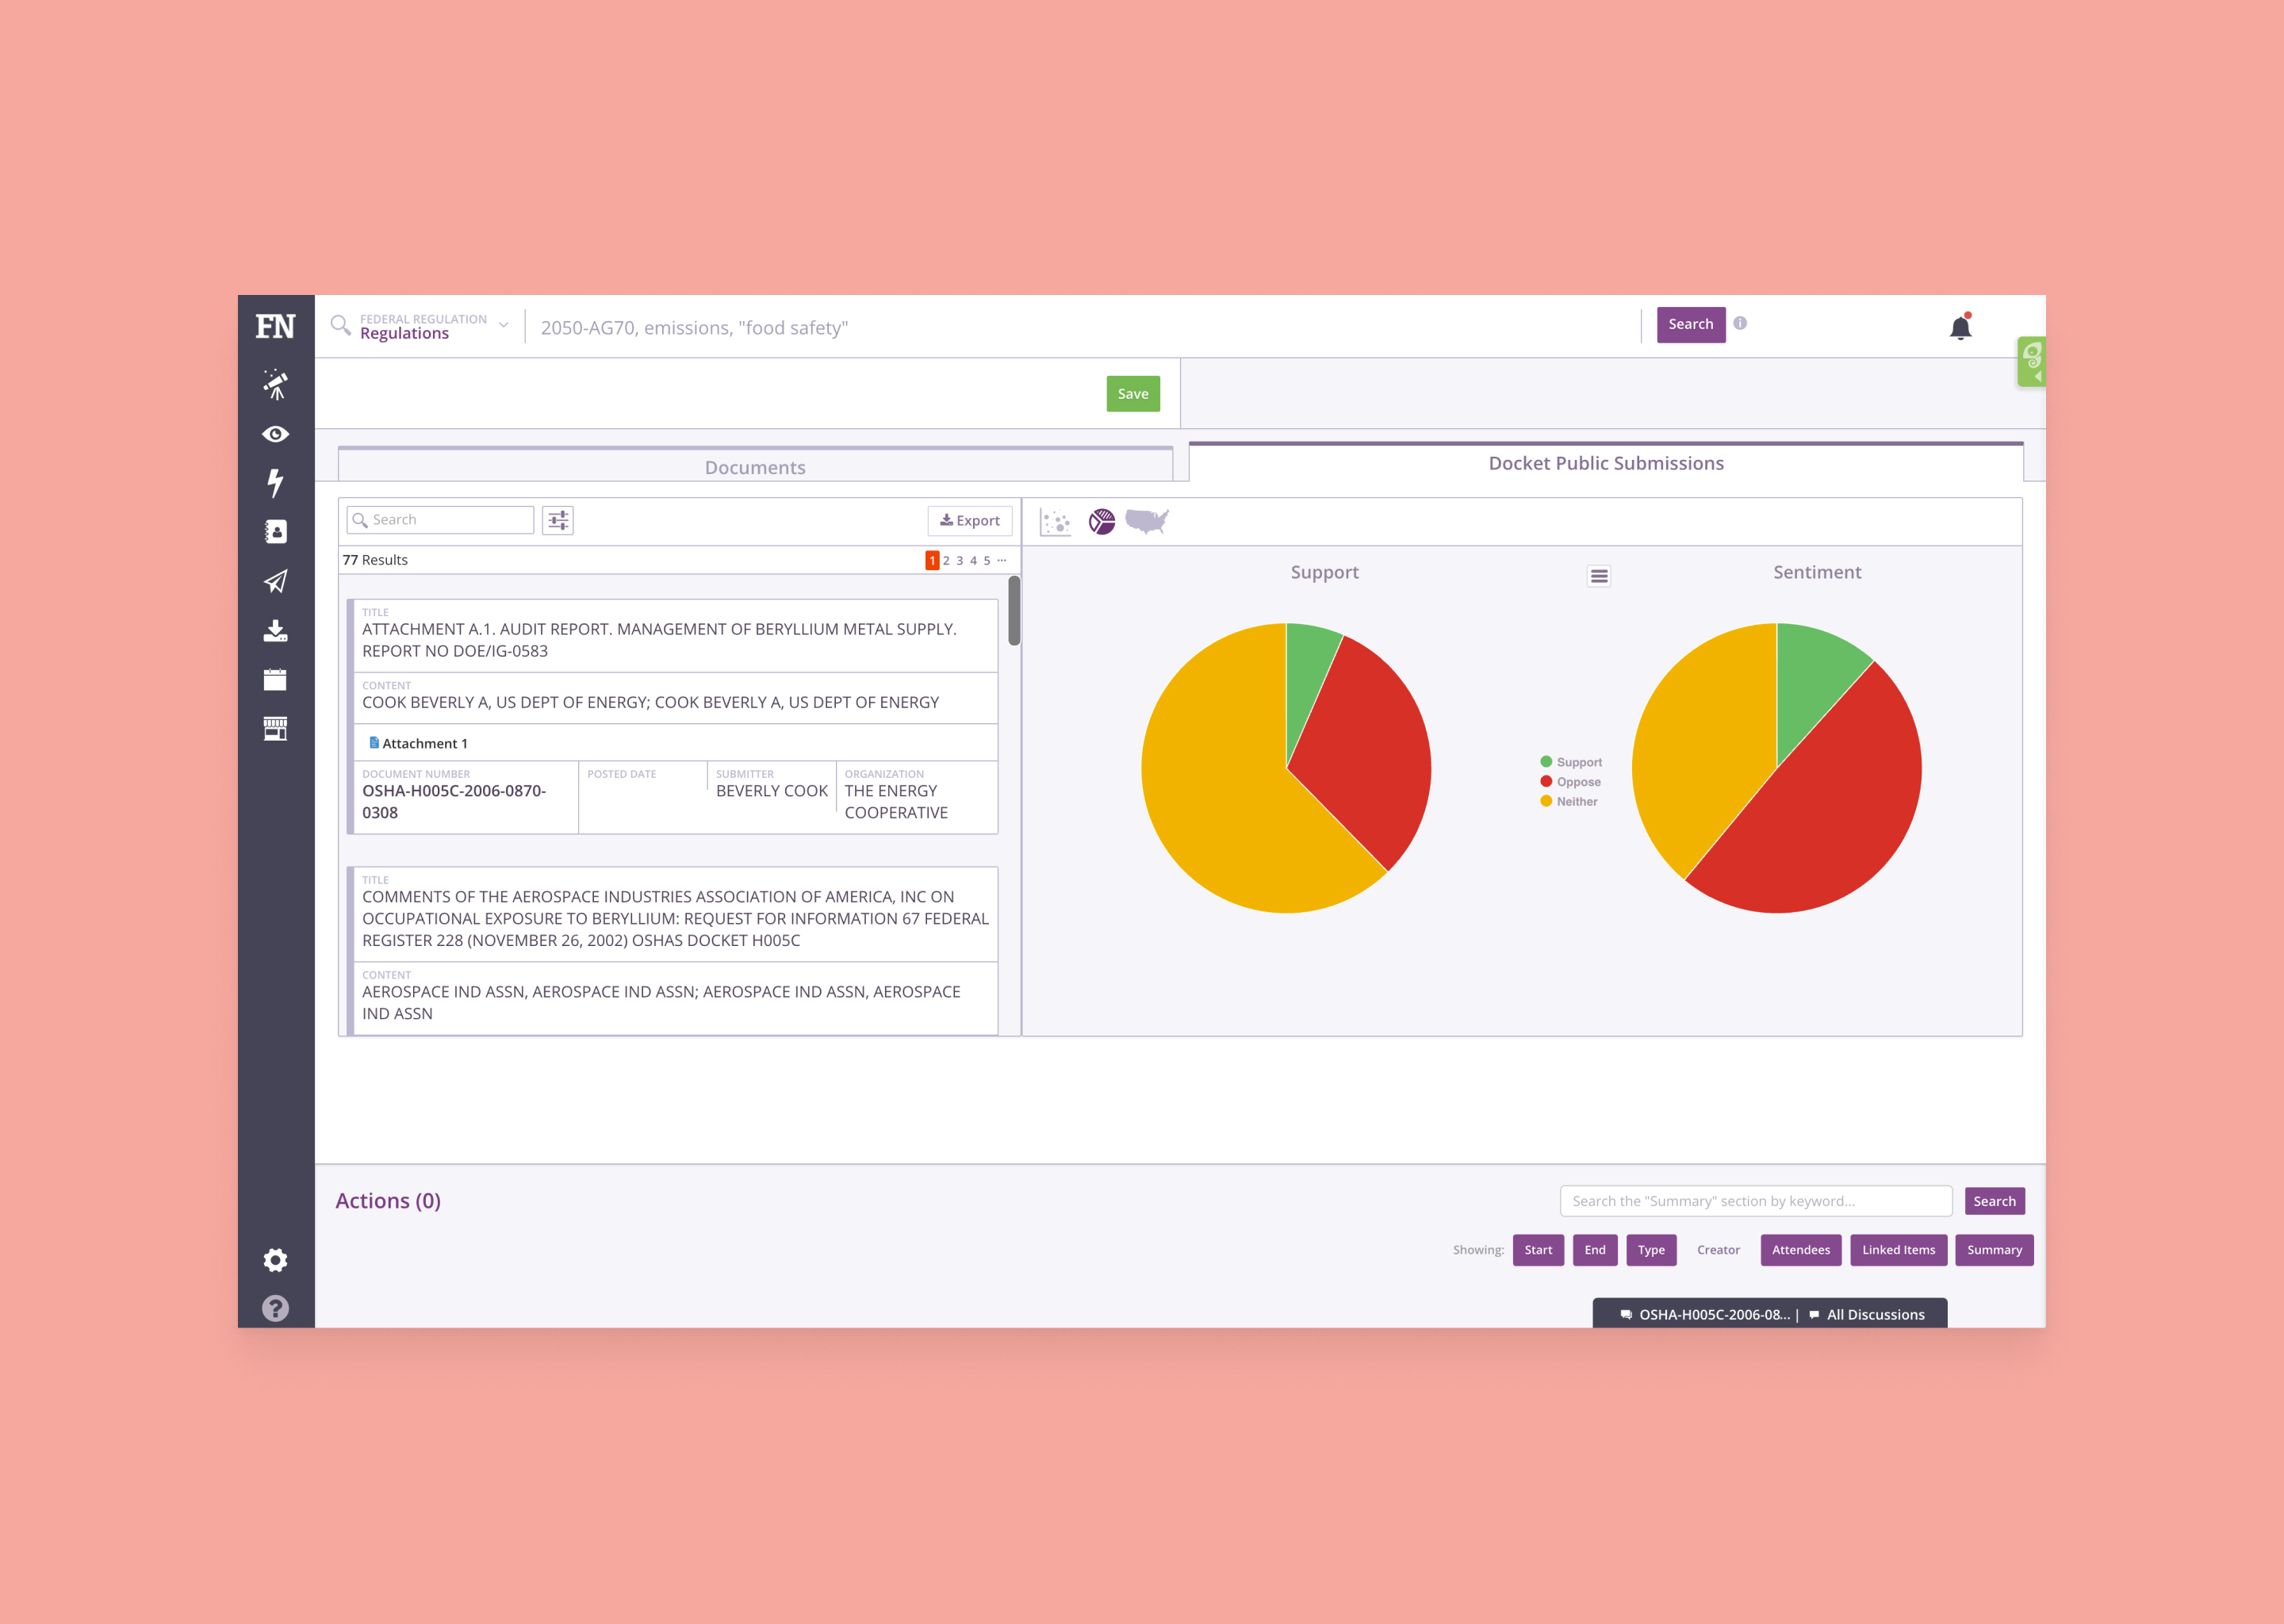 FN
FEDERAL REGULATION
Regulations
2050-AG70, emissions, "food safety"
Search
i
Save
Documents
Docket Public Submissions
Search
Export
77 Results
1 2 3 4 5 ...
TITLE
ATTACHMENT A.1. AUDIT REPORT. MANAGEMENT OF BERYLLIUM METAL SUPPLY.
REPORT NO DOE/IG-0583
CONTENT
COOK BEVERLY A, US DEPT OF ENERGY; COOK BEVERLY A, US DEPT OF ENERGY
Attachment 1
DOCUMENT NUMBER
OSHA-H005C-2006-0870-
0308
POSTED DATE
SUBMITTER
BEVERLY COOK
ORGANIZATION
THE ENERGY
COOPERATIVE
TITLE
COMMENTS OF THE AEROSPACE INDUSTRIES ASSOCIATION OF AMERICA, INC ON
OCCUPATIONAL EXPOSURE TO BERYLLIUM: REQUEST FOR INFORMATION 67 FEDERAL
REGISTER 228 (NOVEMBER 26, 2002) OSHAS DOCKET H005C
CONTENT
AEROSPACE IND ASSN, AEROSPACE IND ASSN; AEROSPACE IND ASSN, AEROSPACE
IND ASSN
Support
Sentiment
Support
Oppose
Neither
Actions (0)
Search the "Summary" section by keyword...
Search
Showing: Start End Type Creator Attendees Linked Items Summary
?
OSHA-H005C-2006-08... | All Discussions